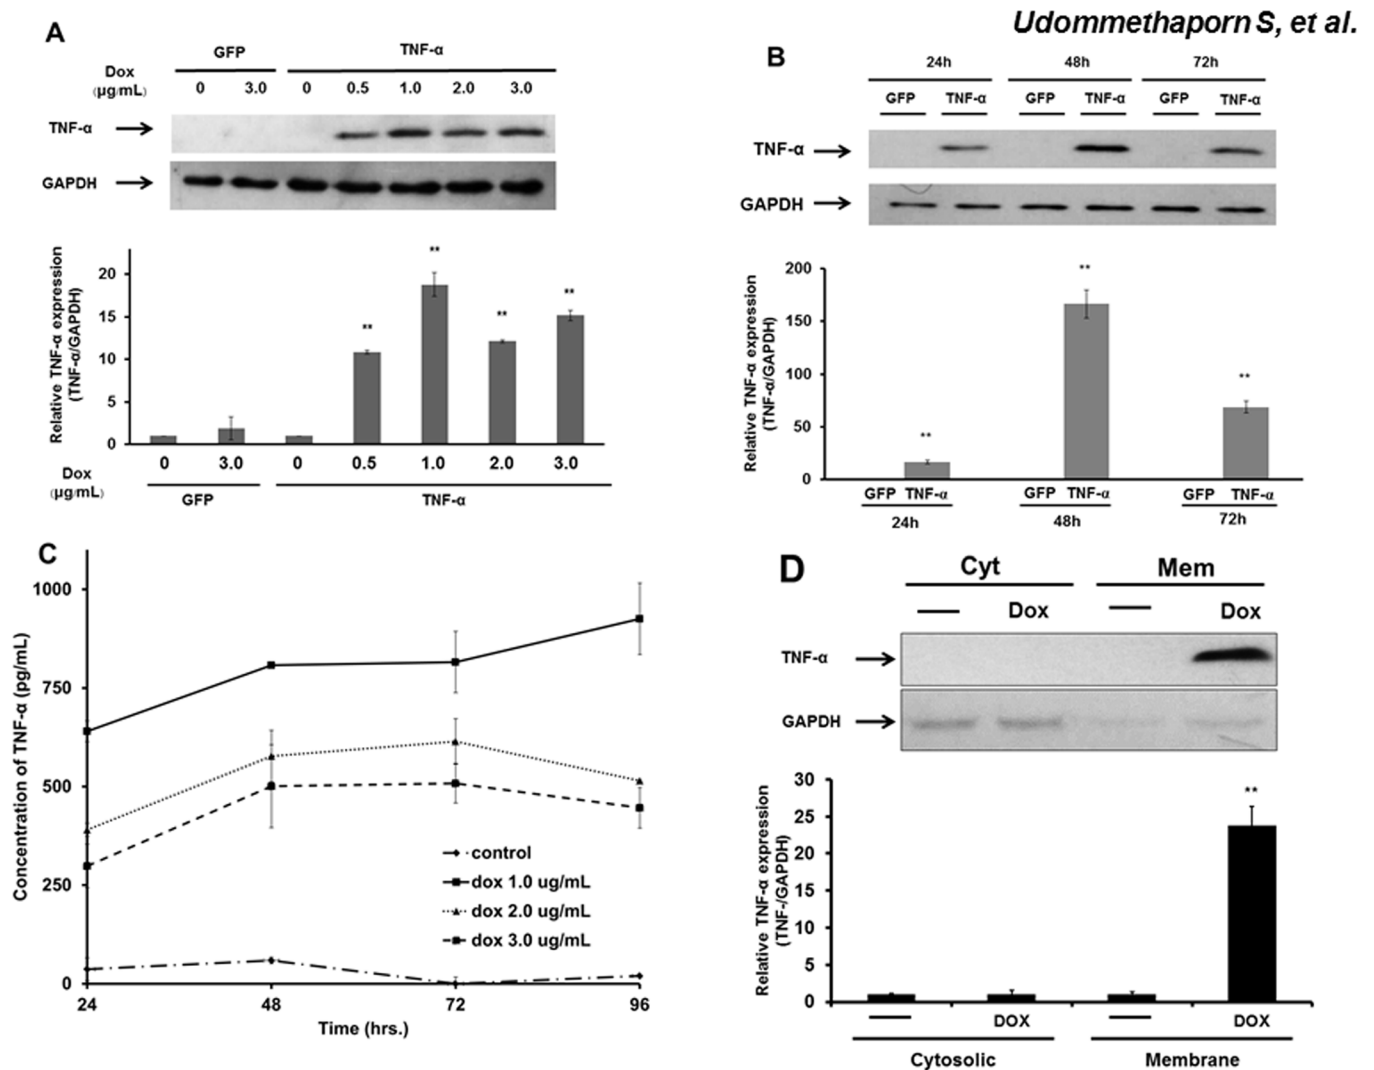 Udommethaporn S, et al.
A
GFP TNF-α
Dox
(µg/mL) 0 3.0 0 0.5 1.0 2.0 3.0
TNF-α
GAPDH
Relative TNF-α expression
(TNF-α/GAPDH)
20
15
10
5
0
** ** ** **
0 3.0 0 0.5 1.0 2.0 3.0
Dox
(µg/mL)
GFP TNF-α
B
24h 48h 72h
GFP TNF-α GFP TNF-α GFP TNF-α
TNF-α
GAPDH
Relative TNF-α expression
(TNF-α/GAPDH)
200
150
100
50
0
** ** **
GFP TNF-α GFP TNF-α GFP TNF-α
24h 48h 72h
C
Concentration of TNF-α (pg/mL)
1000
750
500
250
0
control
dox 1.0 ug/mL
dox 2.0 ug/mL
dox 3.0 ug/mL
24 48 72 96
Time (hrs.)
D
Cyt Mem
— Dox — Dox
TNF-α
GAPDH
Relative TNF-α expression
(TNF-/GAPDH)
30
25
20
15
10
5
0
**
— DOX — DOX
Cytosolic Membrane